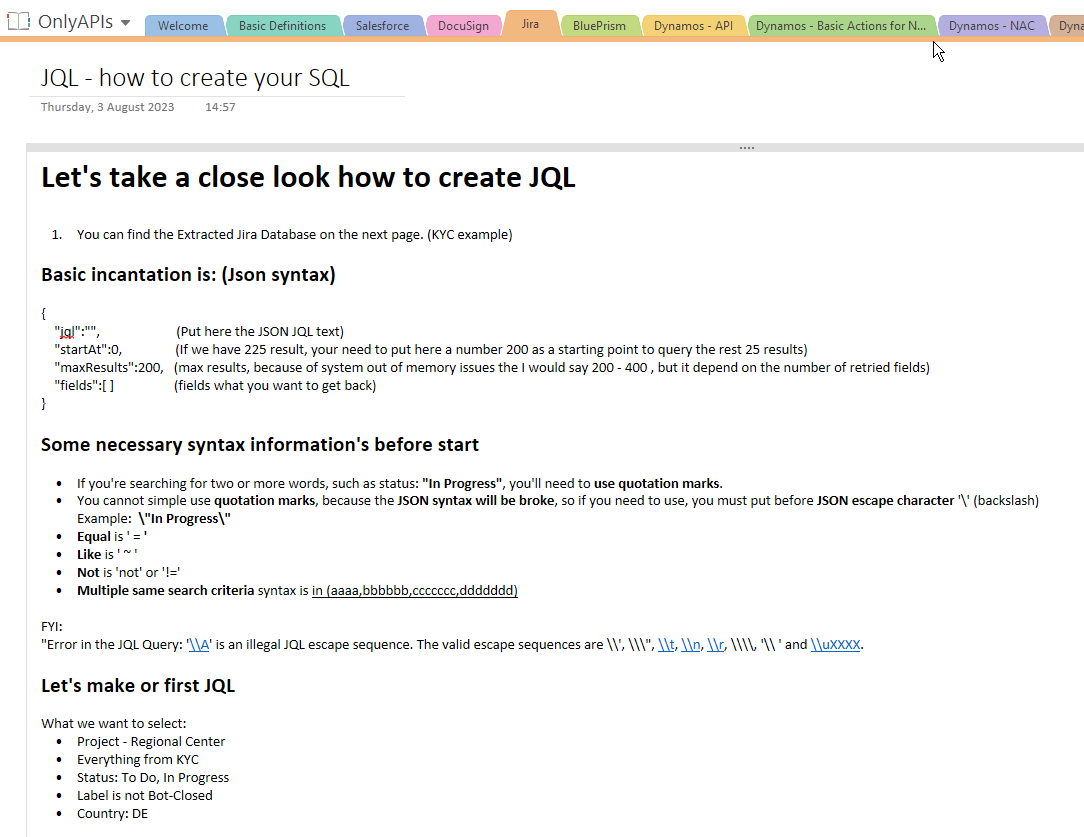 OnlyAPIs
Welcome
Basic Definitions
Salesforce
DocuSign
Jira
BluePrism
Dynamos - API
Dynamos - Basic Actions for N...
Dynamos - NAC
Dyna
JQL - how to create your SQL
Thursday, 3 August 2023 14:57
Let's take a close look how to create JQL
1. You can find the Extracted Jira Database on the next page. (KYC example)
Basic incantation is: (Json syntax)
{
"jql":"", (Put here the JSON JQL text)
"startAt":0, (If we have 225 result, your need to put here a number 200 as a starting point to query the rest 25 results)
"maxResults":200, (max results, because of system out of memory issues the I would say 200 - 400 , but it depend on the number of retried fields)
"fields":[ ] (fields what you want to get back)
}
Some necessary syntax information's before start
• If you're searching for two or more words, such as status: "In Progress", you'll need to use quotation marks.
• You cannot simple use quotation marks, because the JSON syntax will be broke, so if you need to use, you must put before JSON escape character '\' (backslash)
Example: \"In Progress\"
• Equal is ' = '
• Like is ' ~ '
• Not is 'not' or '!='
• Multiple same search criteria syntax is in (aaaa,bbbbbb,ccccccc,ddddddd)
FYI:
"Error in the JQL Query: '\\A' is an illegal JQL escape sequence. The valid escape sequences are \\', \\\", \\t, \\n, \\r, \\\\, '\\ ' and \\uXXXX.
Let's make or first JQL
What we want to select:
• Project - Regional Center
• Everything from KYC
• Status: To Do, In Progress
• Label is not Bot-Closed
• Country: DE